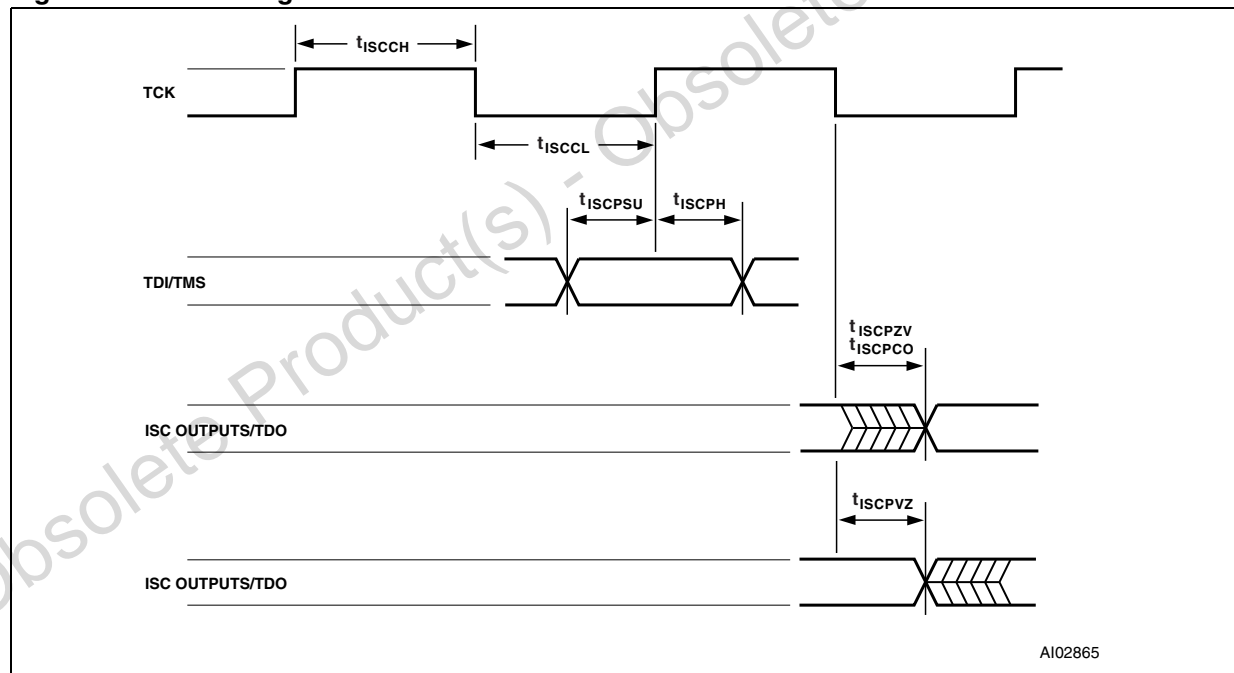 tISCCH
TCK
tISCCL
tISCPSU
tISCPH
TDI/TMS
tISCPZV
tISCPCO
ISC OUTPUTS/TDO
tISCPVZ
ISC OUTPUTS/TDO
AI02865
Obsolete Product(s) - Obsolete